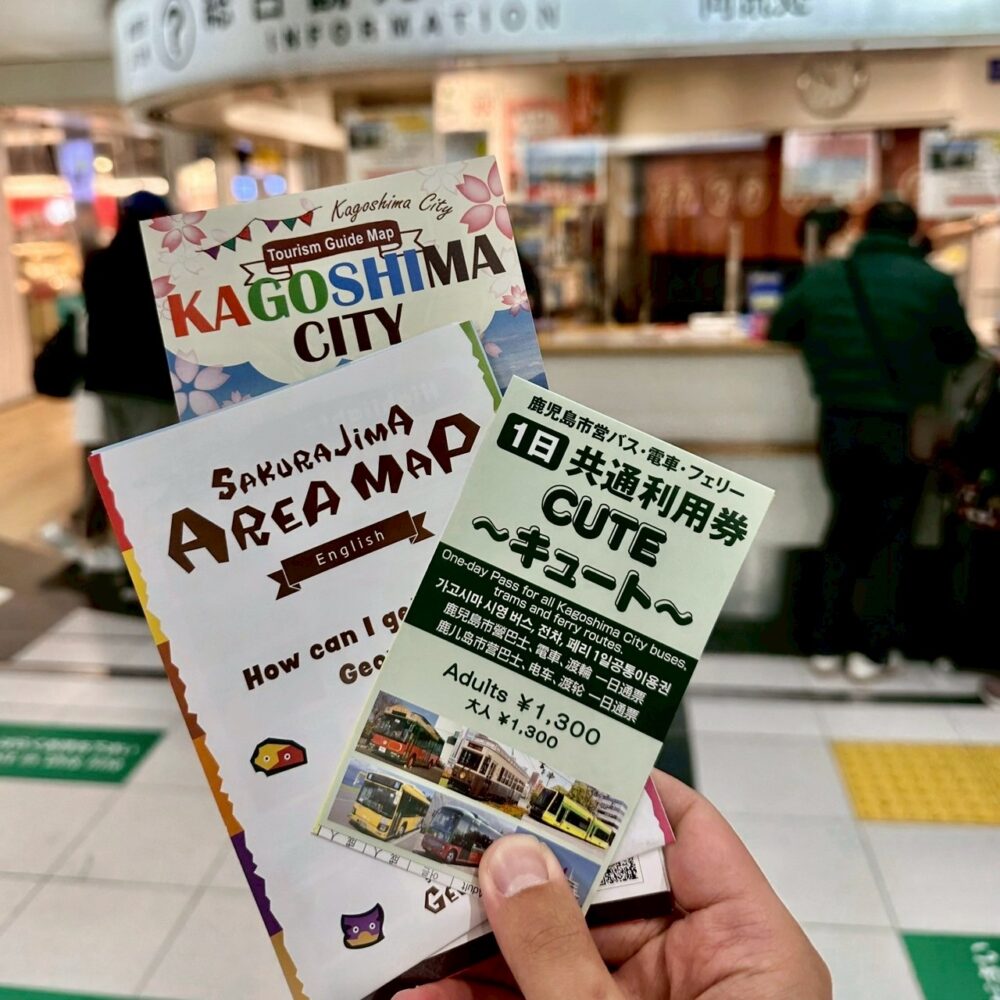 INFORMATION
Kagoshima City
Tourism Guide Map
KAGOSHIMA
CITY
SAKURAJIMA
AREA MAP
English
How can I ge
Geo
鹿児島市営バス・電車・フェリー
1日 共通利用券
CUTE
～キュート～
One-day Pass for all Kagoshima City buses,
trams and ferry routes.
가고시마 시영 버스, 전차, 페리 1일공통이용권
鹿兒島市營巴士、電車、渡輪 一日通票
鹿儿岛市营巴士、电车、渡轮 一日通票
Adults ￥1,300
大人 ￥1,300